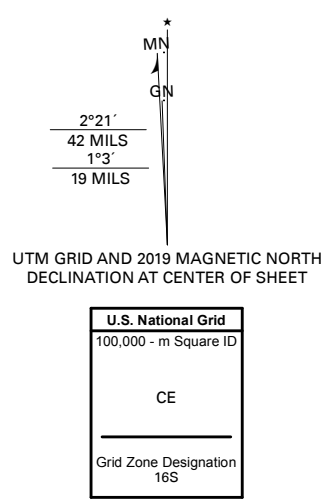 ★
MN
GN
2°21´
42 MILS
1°3´
19 MILS
UTM GRID AND 2019 MAGNETIC NORTH
DECLINATION AT CENTER OF SHEET
U.S. National Grid
100,000 - m Square ID
CE
Grid Zone Designation
16S